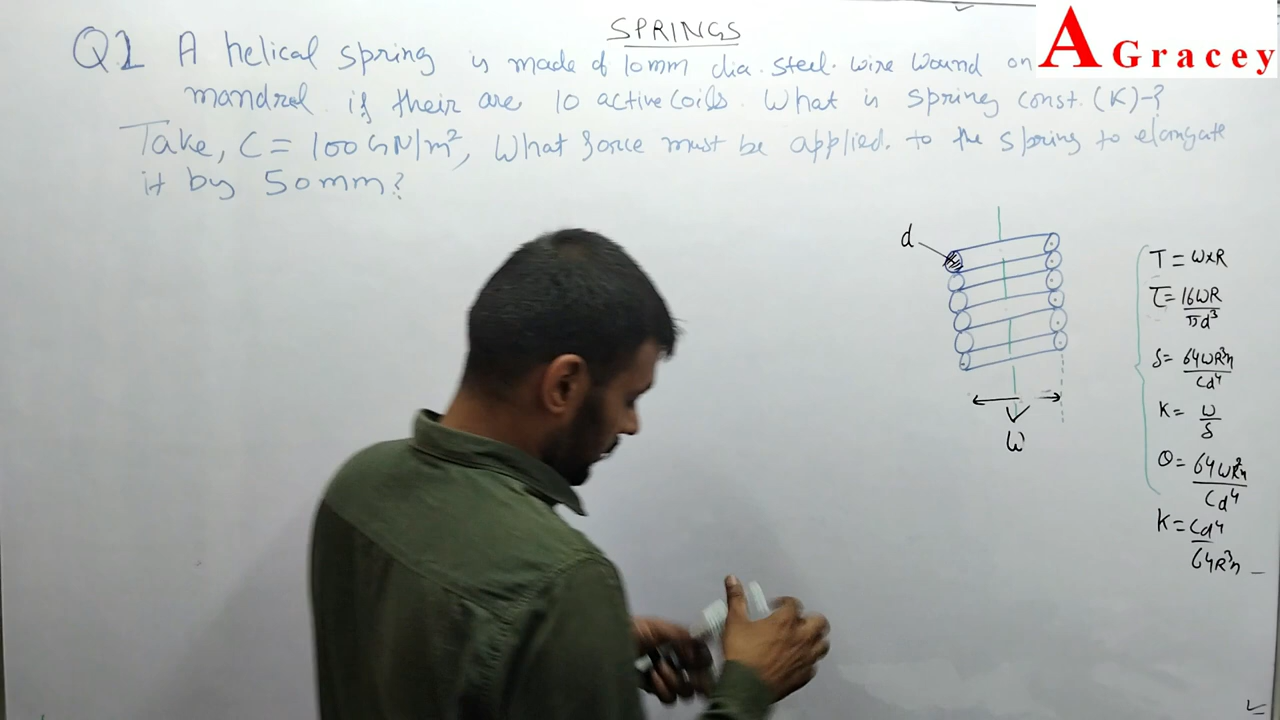 SPRINGS
A Gracey
Q1 A helical spring is made of 10mm dia. steel. wire wound on
mandrel. if their are 10 active coils. What is spring const. (K)-?
Take, C = 100GN/m², What force must be applied. to the spring to elongate
it by 50mm?
d
W
T = W×R
τ = 16WR/πd³
δ = 64WR³n/Cd⁴
K = W/δ
θ = 64WR²n/Cd⁴
K = Cd⁴/64R³n